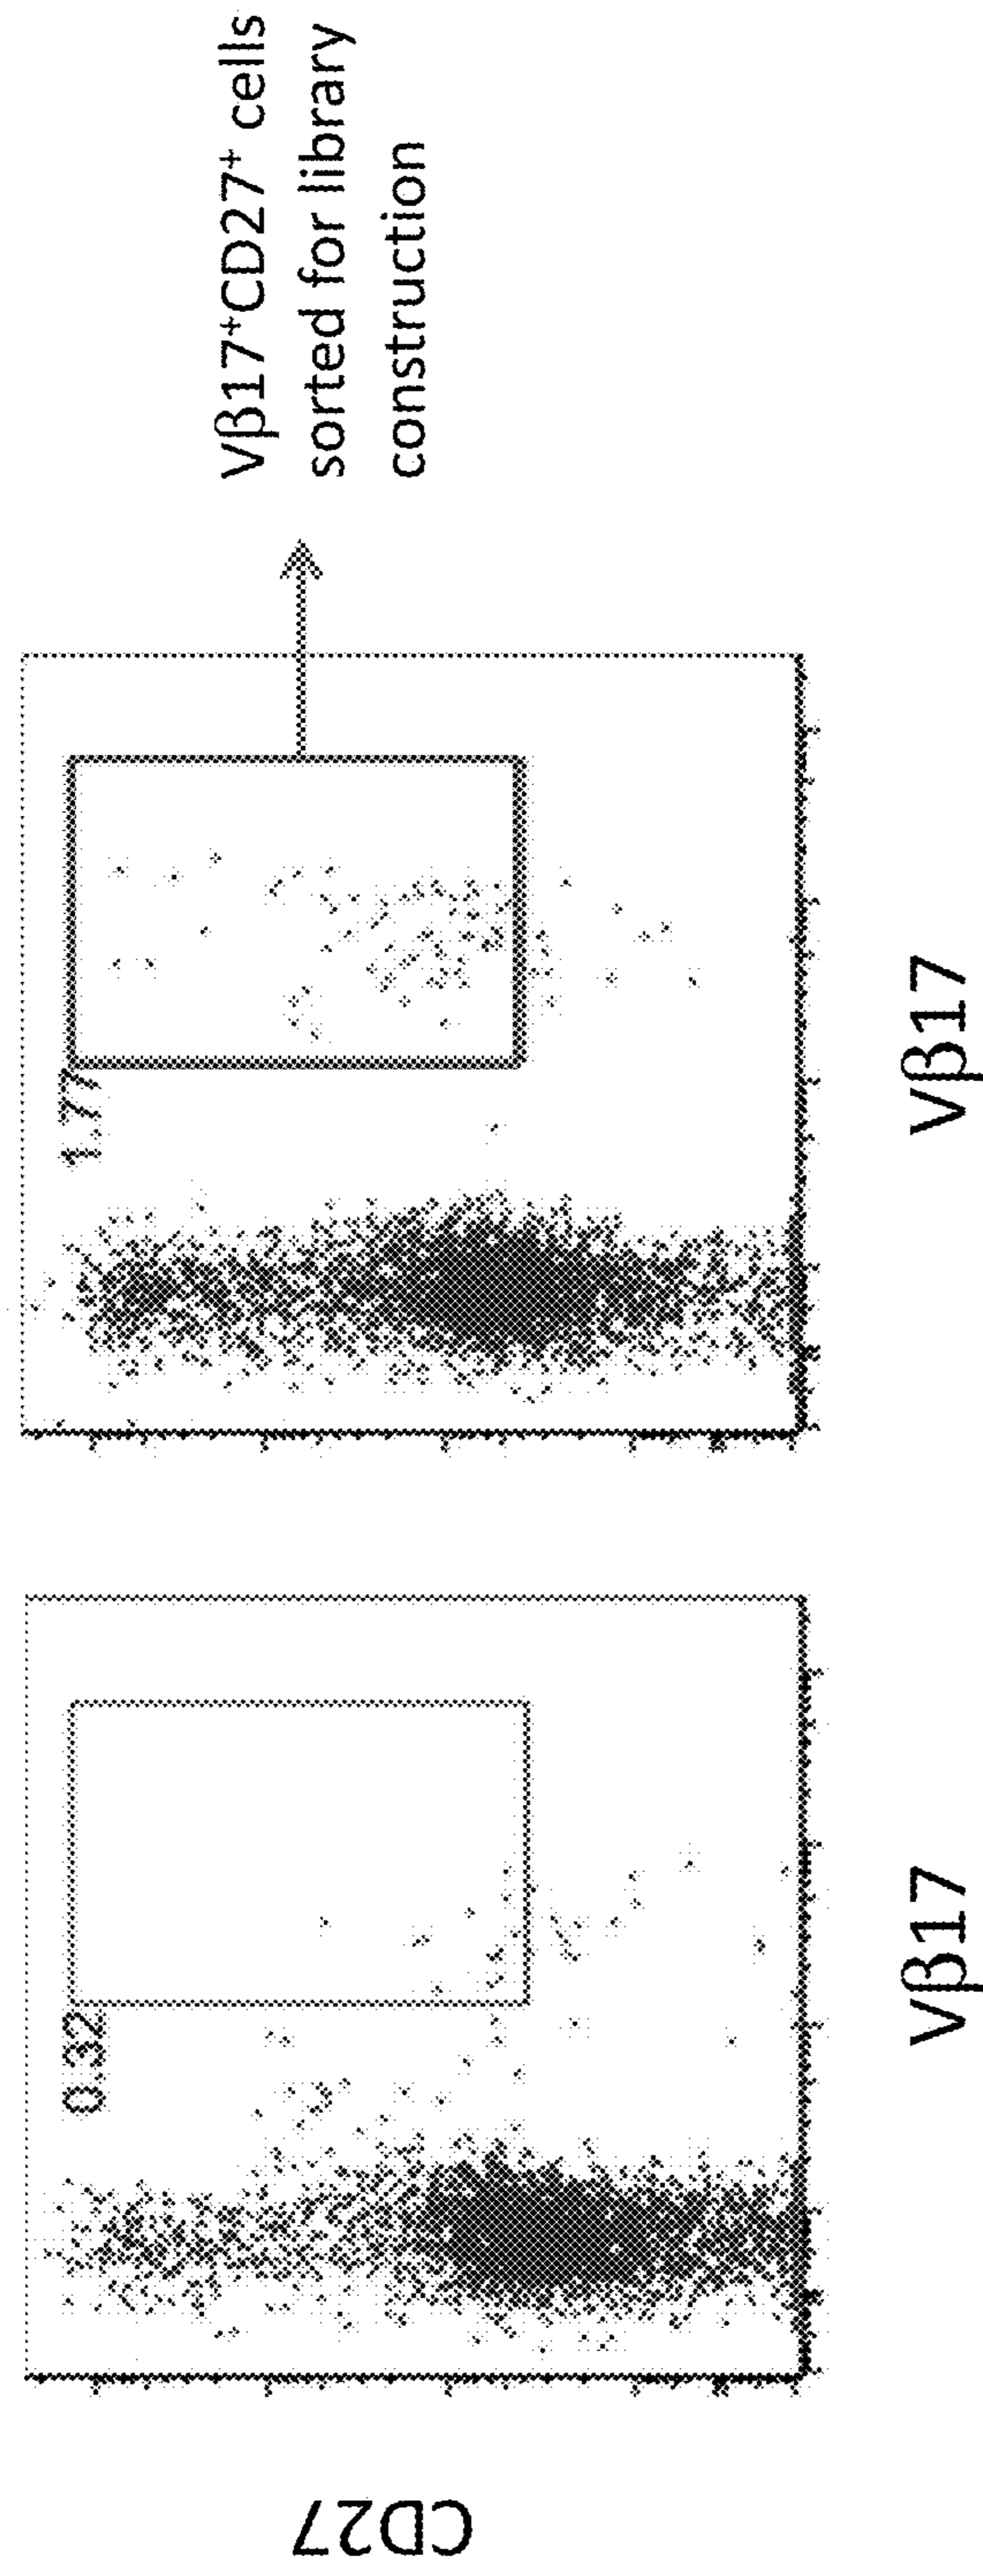 CD27
0.32
Vβ17
1.77
Vβ17
Vβ17⁺CD27⁺ cells
sorted for library
construction